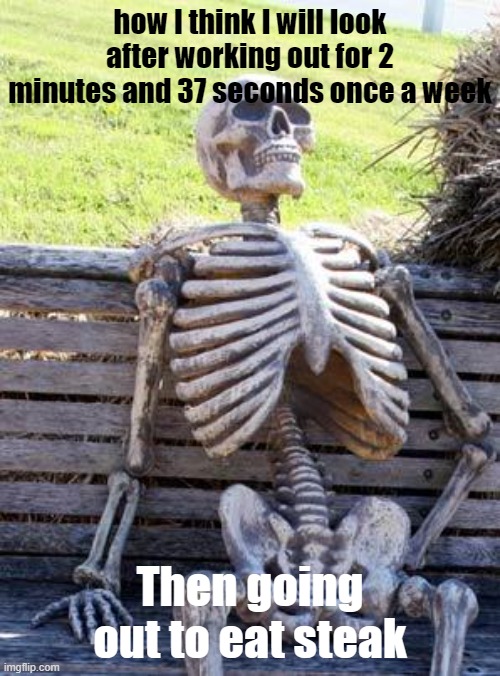 how I think I will look
after working out for 2
minutes and 37 seconds once a week
Then going
out to eat steak
imgflip.com